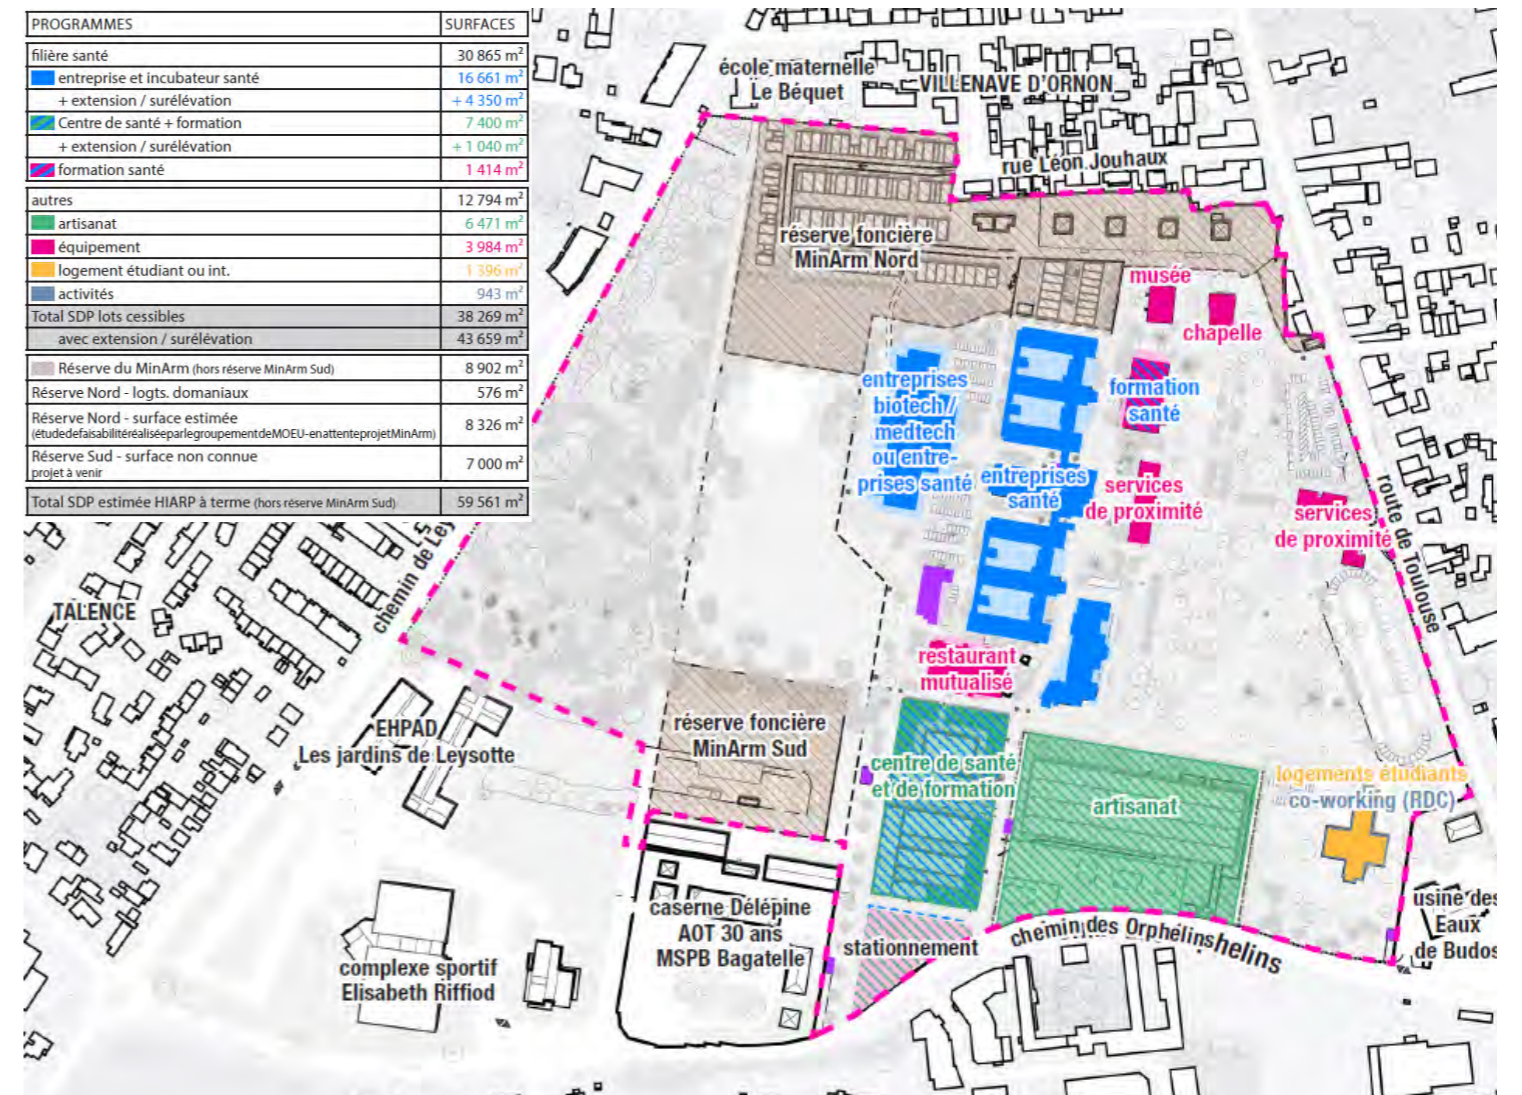 PROGRAMMES SURFACES
filière santé 30 865 m²
entreprise et incubateur santé 16 661 m²
+ extension / surélévation + 4 350 m²
Centre de santé + formation 7 400 m²
+ extension / surélévation + 1 040 m²
formation santé 1 414 m²
autres 12 794 m²
artisanat 6 471 m²
équipement 3 984 m²
logement étudiant ou int. 1 396 m²
activités 943 m²
Total SDP lots cessibles 38 269 m²
avec extension / surélévation 43 659 m²
Réserve du MinArm (hors réserve MinArm Sud) 8 902 m²
Réserve Nord - logts. domaniaux 576 m²
Réserve Nord - surface estimée 8 326 m²
(étudedefaisabilitéréaliséeparlegroupementdeMOEU-enattenteprojetMinArm)
Réserve Sud - surface non connue 7 000 m²
projet à venir
Total SDP estimée HIARP à terme (hors réserve MinArm Sud) 59 561 m²
école maternelle
Le Béquet
VILLENAVE D'ORNON
rue Léon Jouhaux
réserve foncière
MinArm Nord
musée
chapelle
entreprises
biotech /
medtech
ou entre-
prises santé
formation
santé
entreprises
santé
services
de proximité
services
de proximité
route de Toulouse
TALENCE
chemin de Ley
restaurant
mutualisé
EHPAD
Les jardins de Leysotte
réserve foncière
MinArm Sud
centre de santé
et de formation
artisanat
logements étudiants
co-working (RDC)
caserne Délépine
AOT 30 ans
MSPB Bagatelle
stationnement
chemin des Orphélinshelins
usine des
Eaux
de Budos
complexe sportif
Elisabeth Riffiod